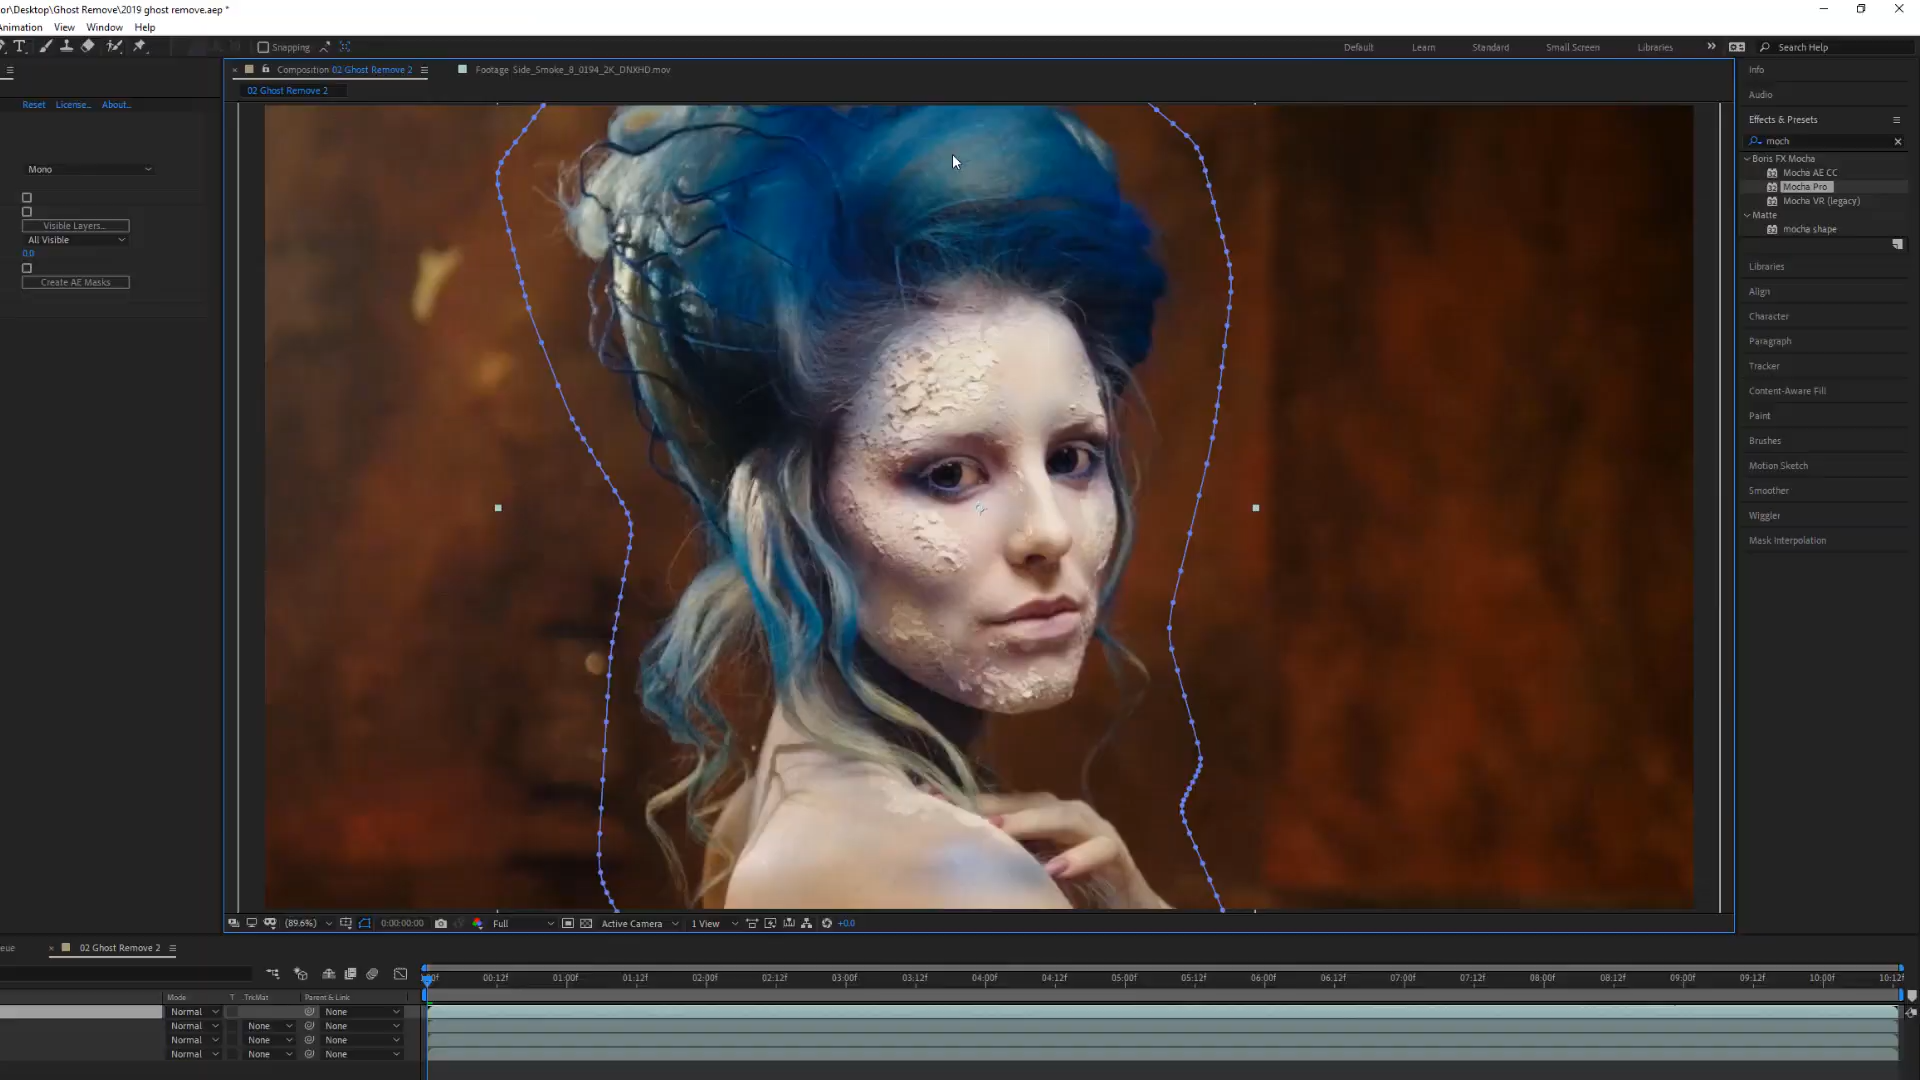 or\Desktop\Ghost Remove\2019 ghost remove.aep *
Animation View Window Help
Snapping
Default Learn Standard Small Screen Libraries Search Help
Composition 02 Ghost Remove 2
Footage Side_Smoke_8_0194_2K_DNXHD.mov
02 Ghost Remove 2
Reset License... About...
Mono
Visible Layers...
All Visible
0.0
Create AE Masks
Info
Audio
Effects & Presets
moch
Boris FX Mocha
Mocha AE CC
Mocha Pro
Mocha VR (legacy)
Matte
mocha shape
Libraries
Align
Character
Paragraph
Tracker
Content-Aware Fill
Paint
Brushes
Motion Sketch
Smoother
Wiggler
Mask Interpolation
(89.6%) 0:00:00:00 Full Active Camera 1 View +0.0
eue 02 Ghost Remove 2
00f 00:12f 01:00f 01:12f 02:00f 02:12f 03:00f 03:12f 04:00f 04:12f 05:00f 05:12f 06:00f 06:12f 07:00f 07:12f 08:00f 08:12f 09:00f 09:12f 10:00f 10:12f
Mode T TrkMat Parent & Link
Normal None
Normal None None
Normal None None
Normal None None